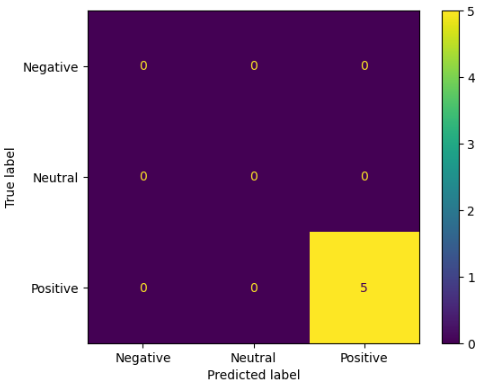 Negative 0 0 0
Neutral 0 0 0
Positive 0 0 5
Negative Neutral Positive
Predicted label
True label
5
4
3
2
1
0